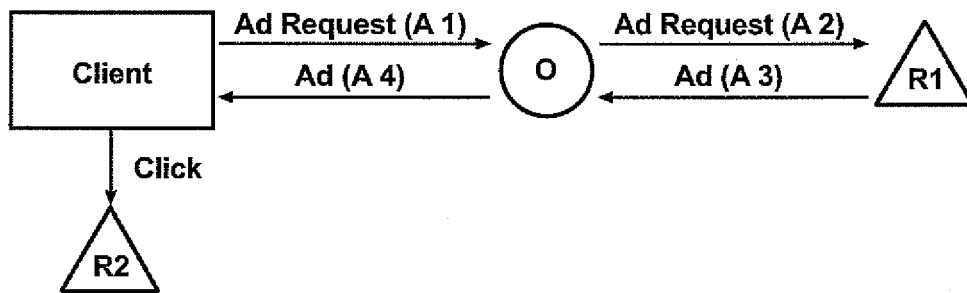 Ad Request (A 1)
Ad Request (A 2)
Client
O
Ad (A 4)
Ad (A 3)
R1
Click
R2